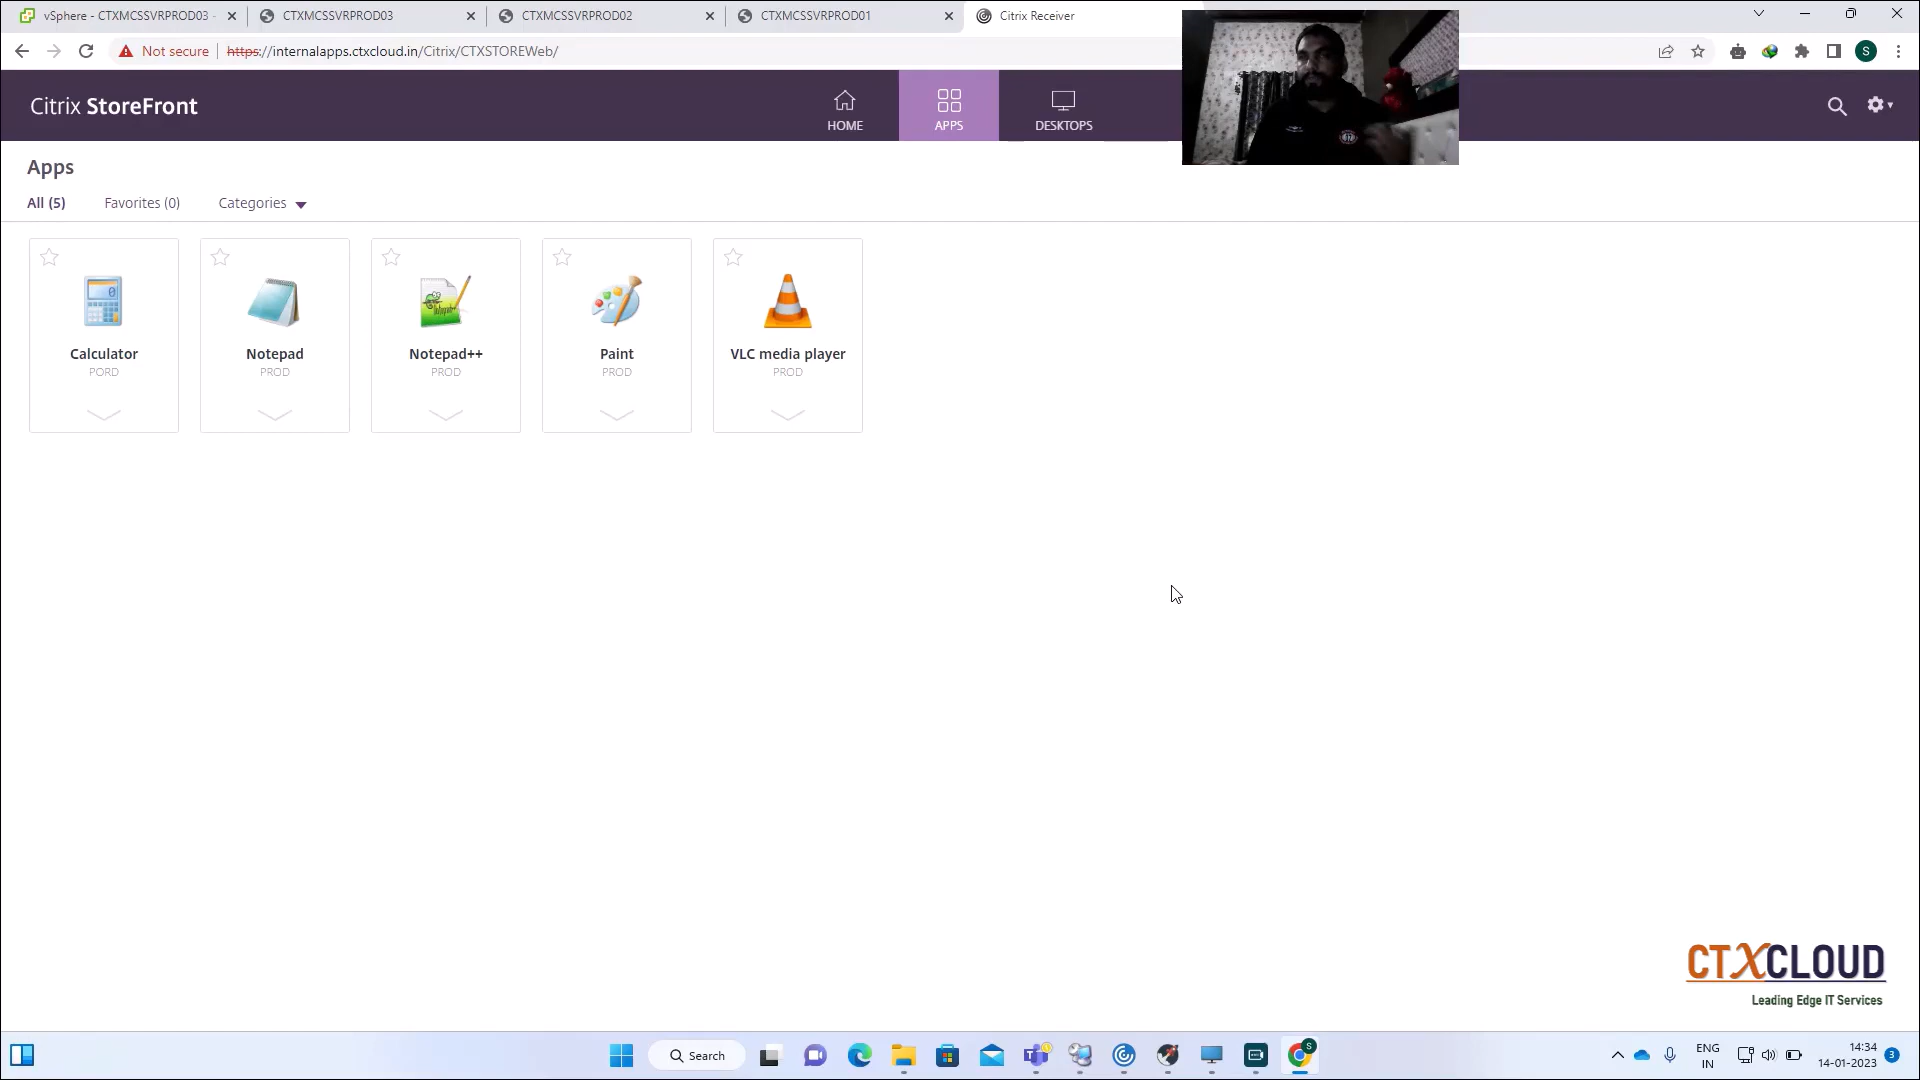 vSphere - CTXMCSSVRPROD03 -
CTXMCSSVRPROD03
CTXMCSSVRPROD02
CTXMCSSVRPROD01
Citrix Receiver
Not secure
https://internalapps.ctxcloud.in/Citrix/CTXSTOREWeb/
S
Citrix StoreFront
HOME
APPS
DESKTOPS
Apps
All (5)
Favorites (0)
Categories
Calculator
PORD
Notepad
PROD
Notepad++
PROD
Paint
PROD
VLC media player
PROD
CTXCLOUD
Leading Edge IT Services
Search
S
ENG
IN
14:34
14-01-2023
3